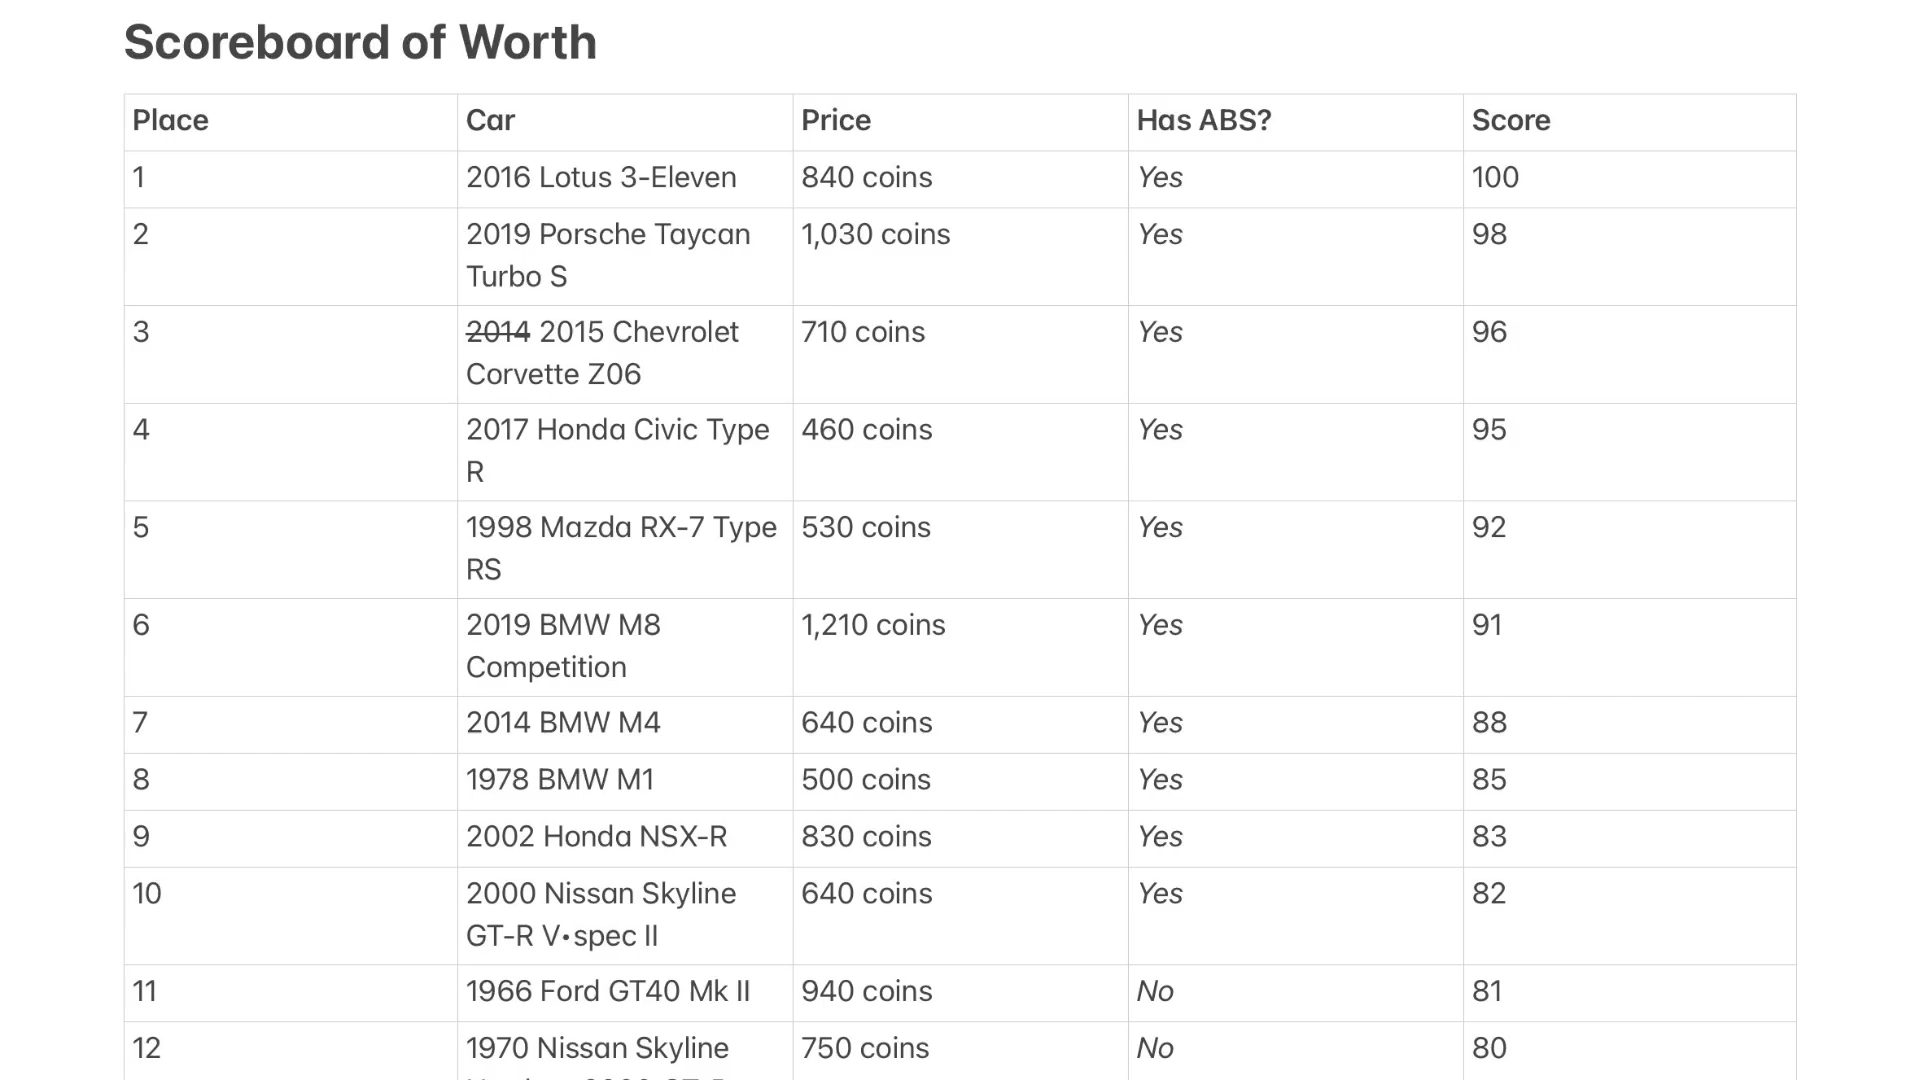 Scoreboard of Worth
Place Car Price Has ABS? Score
1 2016 Lotus 3-Eleven 840 coins Yes 100
2 2019 Porsche Taycan 1,030 coins Yes 98
Turbo S
3 2014 2015 Chevrolet 710 coins Yes 96
Corvette Z06
4 2017 Honda Civic Type 460 coins Yes 95
R
5 1998 Mazda RX-7 Type 530 coins Yes 92
RS
6 2019 BMW M8 1,210 coins Yes 91
Competition
7 2014 BMW M4 640 coins Yes 88
8 1978 BMW M1 500 coins Yes 85
9 2002 Honda NSX-R 830 coins Yes 83
10 2000 Nissan Skyline 640 coins Yes 82
GT-R V•spec II
11 1966 Ford GT40 Mk II 940 coins No 81
12 1970 Nissan Skyline 750 coins No 80